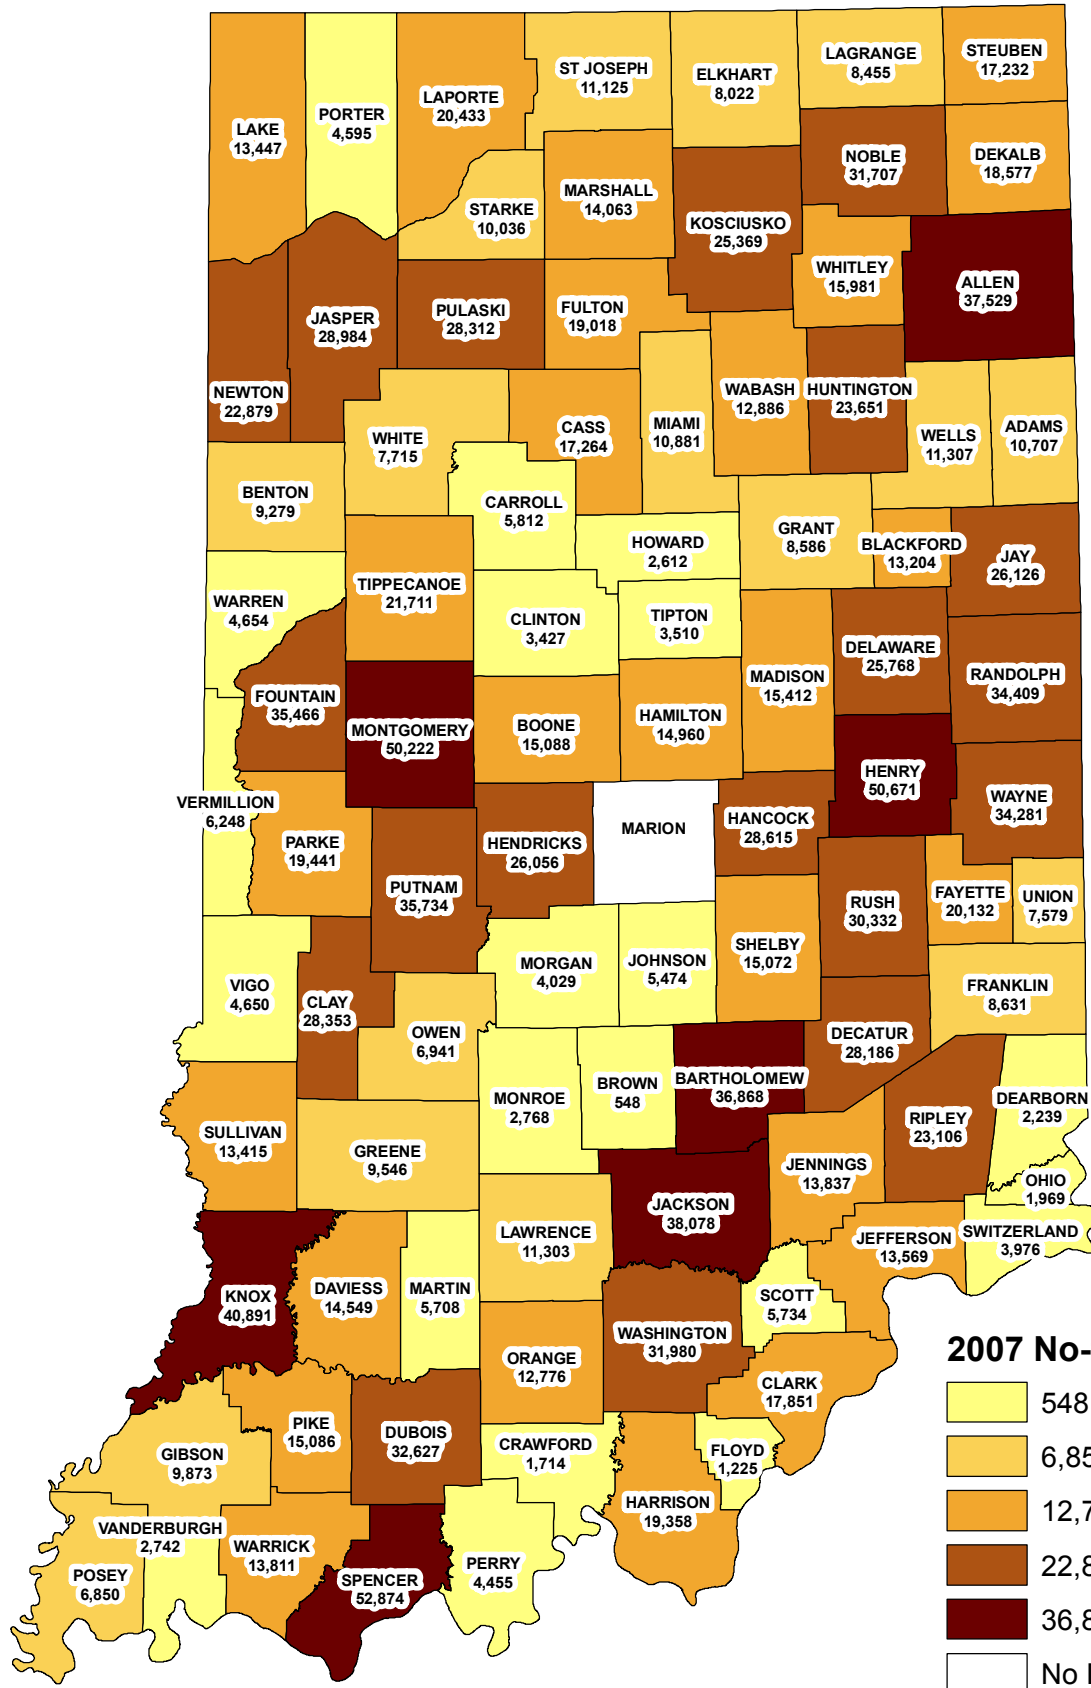 LAKE
13,447
PORTER
4,595
LAPORTE
20,433
ST JOSEPH
11,125
ELKHART
8,022
LAGRANGE
8,455
STEUBEN
17,232
NOBLE
31,707
DEKALB
18,577
STARKE
10,036
MARSHALL
14,063
KOSCIUSKO
25,369
WHITLEY
15,981
ALLEN
37,529
NEWTON
22,879
JASPER
28,984
PULASKI
28,312
FULTON
19,018
WHITE
7,715
CASS
17,264
MIAMI
10,881
WABASH
12,886
HUNTINGTON
23,651
WELLS
11,307
ADAMS
10,707
BENTON
9,279
CARROLL
5,812
HOWARD
2,612
GRANT
8,586
BLACKFORD
13,204
JAY
26,126
WARREN
4,654
TIPPECANOE
21,711
CLINTON
3,427
TIPTON
3,510
FOUNTAIN
35,466
MONTGOMERY
50,222
BOONE
15,088
HAMILTON
14,960
MADISON
15,412
DELAWARE
25,768
RANDOLPH
34,409
VERMILLION
6,248
PARKE
19,441
PUTNAM
35,734
HENDRICKS
26,056
MARION
HANCOCK
28,615
HENRY
50,671
WAYNE
34,281
RUSH
30,332
FAYETTE
20,132
UNION
7,579
VIGO
4,650
CLAY
28,353
OWEN
6,941
MORGAN
4,029
JOHNSON
5,474
SHELBY
15,072
DECATUR
28,186
FRANKLIN
8,631
SULLIVAN
13,415
GREENE
9,546
MONROE
2,768
BROWN
548
BARTHOLOMEW
36,868
JENNINGS
13,837
RIPLEY
23,106
DEARBORN
2,239
OHIO
1,969
SWITZERLAND
3,976
KNOX
40,891
DAVIESS
14,549
MARTIN
5,708
LAWRENCE
11,303
JACKSON
38,078
JEFFERSON
13,569
SCOTT
5,734
ORANGE
12,776
WASHINGTON
31,980
CLARK
17,851
GIBSON
9,873
PIKE
15,086
DUBOIS
32,627
CRAWFORD
1,714
FLOYD
1,225
HARRISON
19,358
POSEY
6,850
VANDERBURGH
2,742
WARRICK
13,811
SPENCER
52,874
PERRY
4,455
2007 No-
548
6,85
12,7
22,8
36,8
No